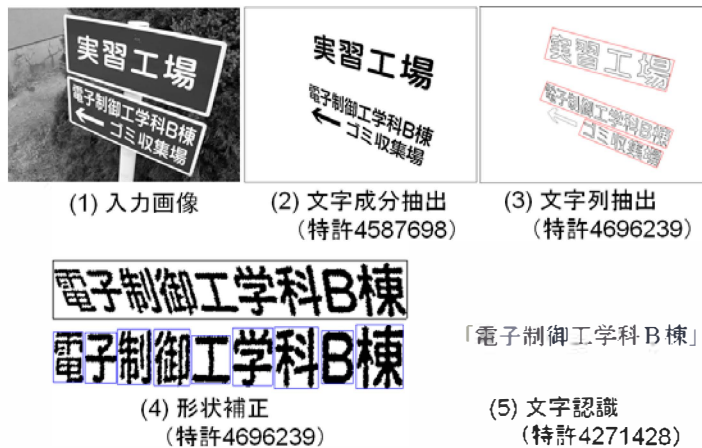 実習工場
電子制御工学科B棟
← ゴミ収集場
実習工場
電子制御工学科B棟
← ゴミ収集場
実習工場
電子制御工学科B棟
ゴミ収集場
(1) 入力画像
(2) 文字成分抽出
(特許4587698)
(3) 文字列抽出
(特許4696239)
電子制御工学科B棟
電子制御工学科B棟
(4) 形状補正
(特許4696239)
「電子制御工学科B棟」
(5) 文字認識
(特許4271428)